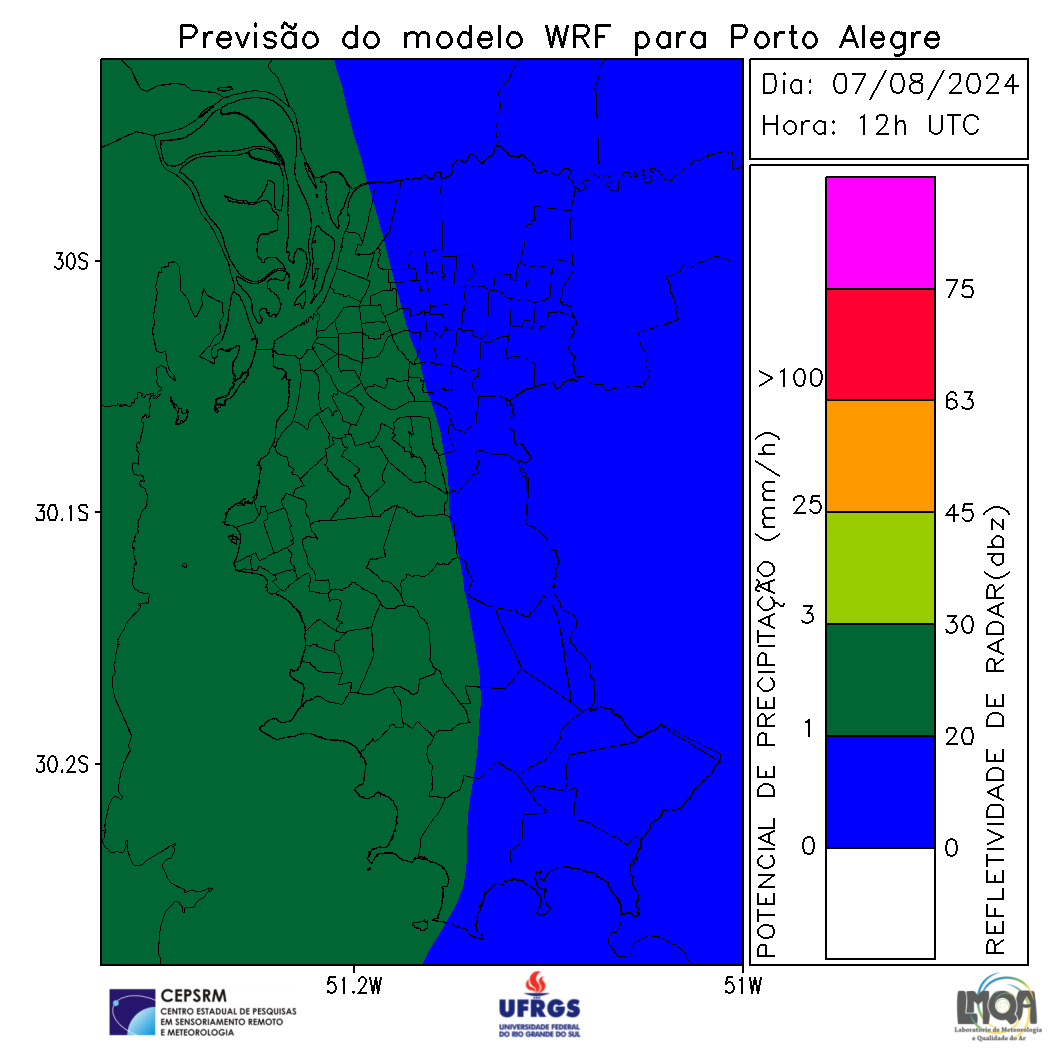 Previsão do modelo WRF para Porto Alegre
Dia: 07/08/2024
Hora: 12h UTC
30S
30.1S
30.2S
51.2W
51W
POTENCIAL DE PRECIPITAÇÃO (mm/h)
>100
25
3
1
0
75
63
45
30
20
0
REFLETIVIDADE DE RADAR(dbz)
CEPSRM
CENTRO ESTADUAL DE PESQUISAS
EM SENSORIAMENTO REMOTO
E METEOROLOGIA
UFRGS
UNIVERSIDADE FEDERAL
DO RIO GRANDE DO SUL
LMQA
Laboratório de Meteorologia
e Qualidade do Ar